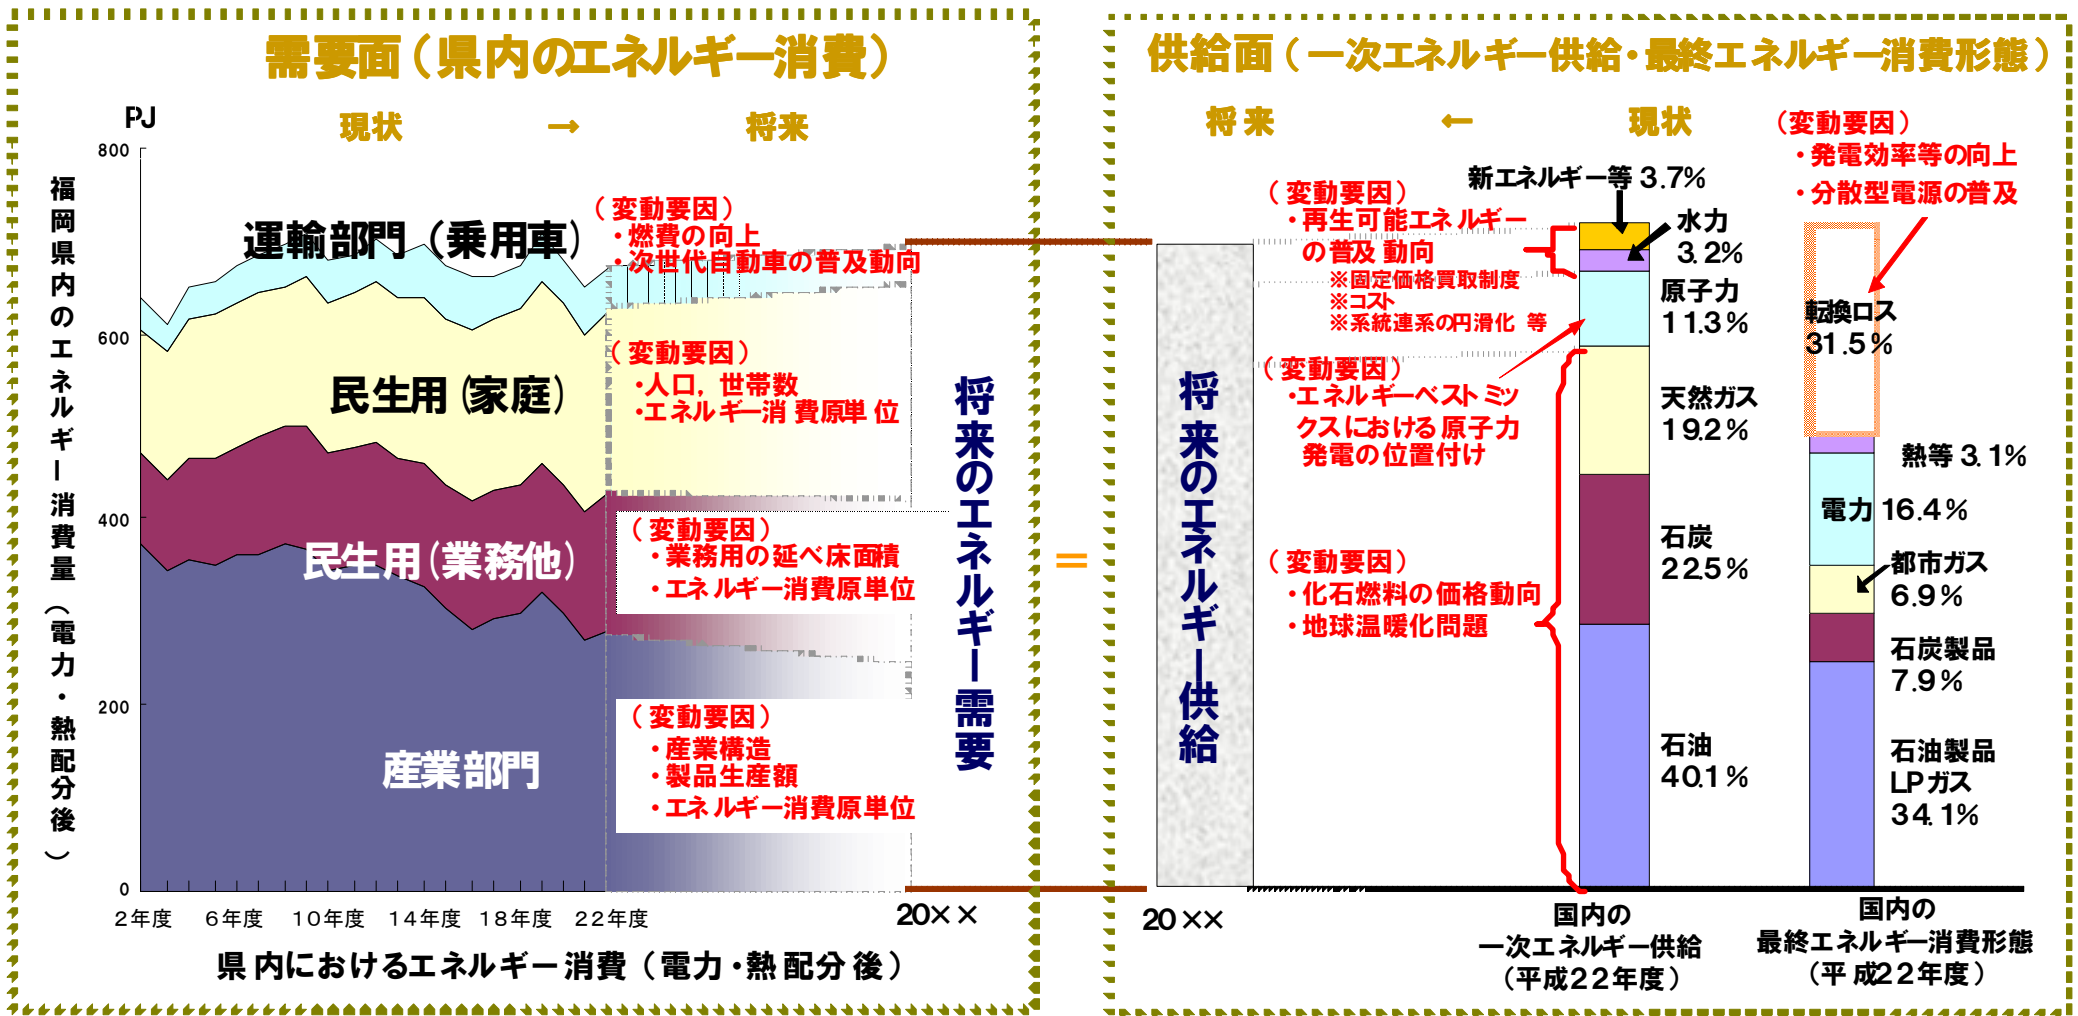 需要面（県内のエネルギー消費）
現状
→
将来
PJ
800
600
400
200
0
福岡県内のエネルギー消費量（電力・熱配分後）
運輸部門（乗用車）
民生用（家庭）
民生用（業務他）
産業部門
（変動要因）
・燃費の向上
・次世代自動車の普及動向
（変動要因）
・人口，世帯数
・エネルギー消費原単位
（変動要因）
・業務用の延べ床面積
・エネルギー消費原単位
（変動要因）
・産業構造
・製品生産額
・エネルギー消費原単位
2年度
6年度
10年度
14年度
18年度
22年度
20××
県内におけるエネルギー消費（電力・熱配分後）
将来のエネルギー需要
＝
供給面（一次エネルギー供給・最終エネルギー消費形態）
将来
←
現状
将来のエネルギー供給
20××
（変動要因）
・再生可能エネルギー
の普及動向
※固定価格買取制度
※コスト
※系統連系の円滑化 等
（変動要因）
・エネルギーベストミッ
クスにおける原子力
発電の位置付け
（変動要因）
・化石燃料の価格動向
・地球温暖化問題
新エネルギー等 3.7%
水力
3.2%
原子力
11.3%
天然ガス
19.2%
石炭
22.5%
石油
40.1%
国内の
一次エネルギー供給
（平成22年度）
（変動要因）
・発電効率等の向上
・分散型電源の普及
転換ロス
31.5%
熱等 3.1%
電力 16.4%
都市ガス
6.9%
石炭製品
7.9%
石油製品
LPガス
34.1%
国内の
最終エネルギー消費形態
（平成22年度）